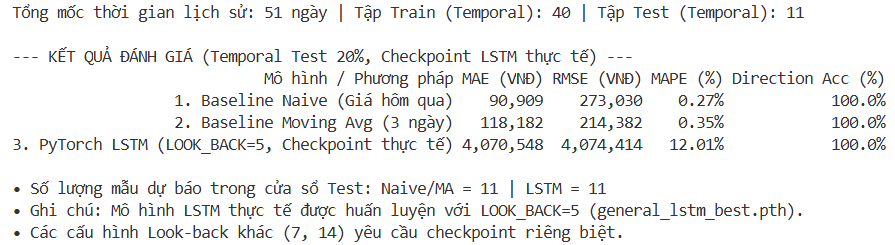 Tổng mốc thời gian lịch sử: 51 ngày | Tập Train (Temporal): 40 | Tập Test (Temporal): 11
--- KẾT QUẢ ĐÁNH GIÁ (Temporal Test 20%, Checkpoint LSTM thực tế) ---
Mô hình / Phương pháp MAE (VNĐ) RMSE (VNĐ) MAPE (%) Direction Acc (%)
1. Baseline Naive (Giá hôm qua) 90,909 273,030 0.27% 100.0%
2. Baseline Moving Avg (3 ngày) 118,182 214,382 0.35% 100.0%
3. PyTorch LSTM (LOOK_BACK=5, Checkpoint thực tế) 4,070,548 4,074,414 12.01% 100.0%
• Số lượng mẫu dự báo trong cửa sổ Test: Naive/MA = 11 | LSTM = 11
• Ghi chú: Mô hình LSTM thực tế được huấn luyện với LOOK_BACK=5 (general_lstm_best.pth).
• Các cấu hình Look-back khác (7, 14) yêu cầu checkpoint riêng biệt.